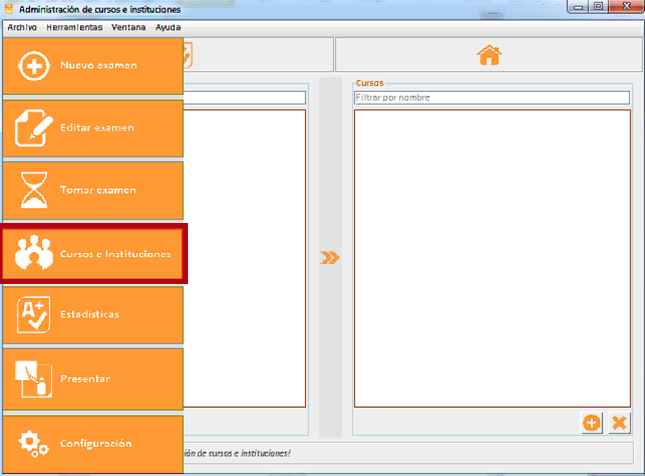 Administración de cursos e instituciones
Archivo Herramientas Ventana Ayuda
Nuevo examen
Editar examen
Tomar examen
Cursos e Instituciones
Estadísticas
Presentar
Configuración
Cursos
Filtrar por nombre
ión de cursos e instituciones!